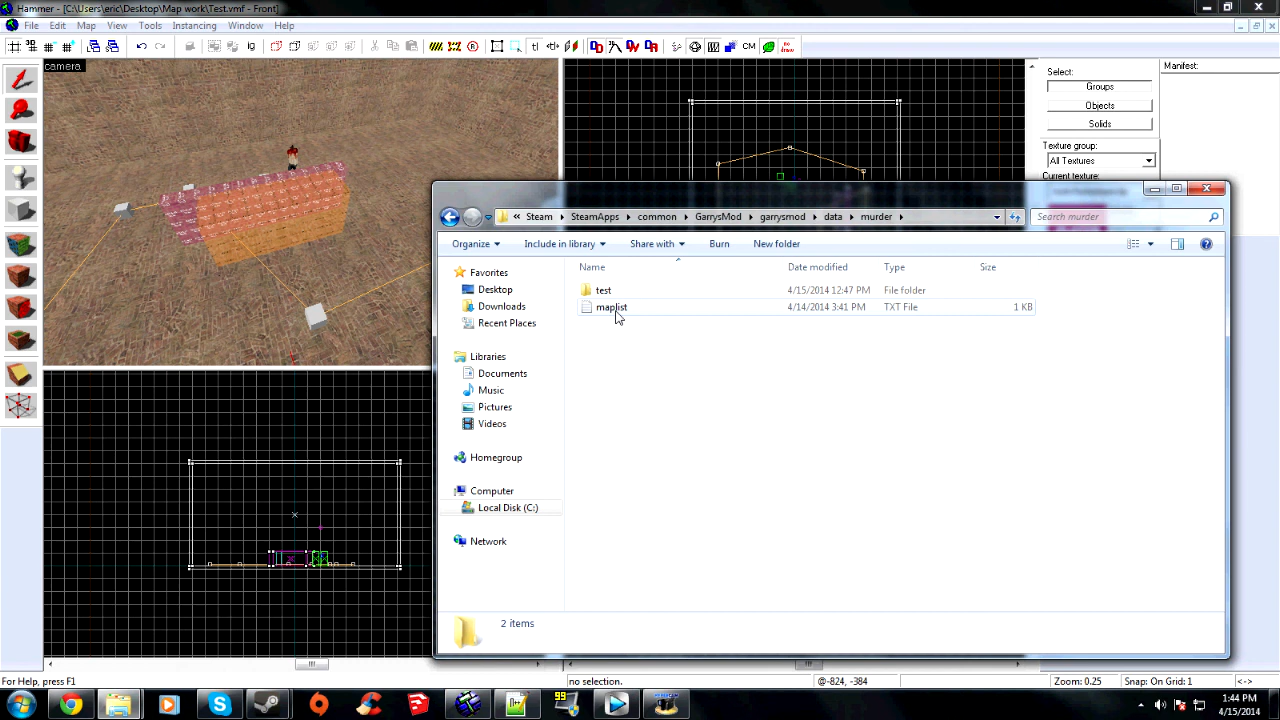 Hammer - [C:\Users\eric\Desktop\Map work\Test.vmf - Front]
File Edit Map View Tools Instancing Window Help
camera
Select:
Groups
Objects
Solids
Texture group:
All Textures
Current texture:
Manifest:
« Steam ▸ SteamApps ▸ common ▸ GarrysMod ▸ garrysmod ▸ data ▸ murder ▸
Search murder
Organize Include in library Share with Burn New folder
Name Date modified Type Size
test 4/15/2014 12:47 PM File folder
maplist 4/14/2014 3:41 PM TXT File 1 KB
Favorites
Desktop
Downloads
Recent Places
Libraries
Documents
Music
Pictures
Videos
Homegroup
Computer
Local Disk (C:)
Network
2 items
For Help, press F1
no selection.
@-824, -384
Zoom: 0.25
Snap: On Grid: 1
<->
1:44 PM
4/15/2014